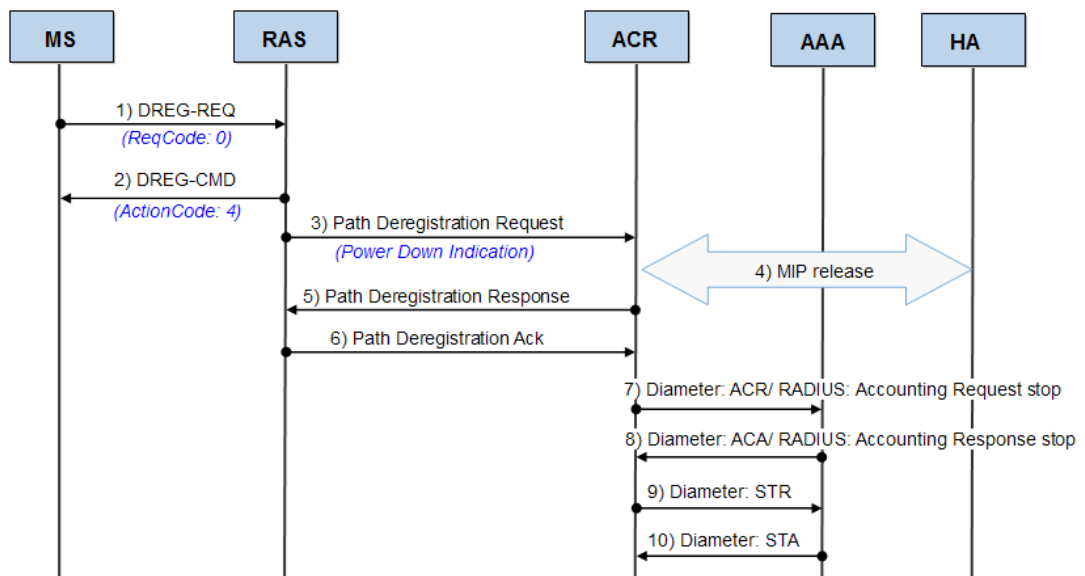 MS
RAS
ACR
AAA
HA
1) DREG-REQ
(ReqCode: 0)
2) DREG-CMD
(ActionCode: 4)
3) Path Deregistration Request
(Power Down Indication)
4) MIP release
5) Path Deregistration Response
6) Path Deregistration Ack
7) Diameter: ACR/ RADIUS: Accounting Request stop
8) Diameter: ACA/ RADIUS: Accounting Response stop
9) Diameter: STR
10) Diameter: STA